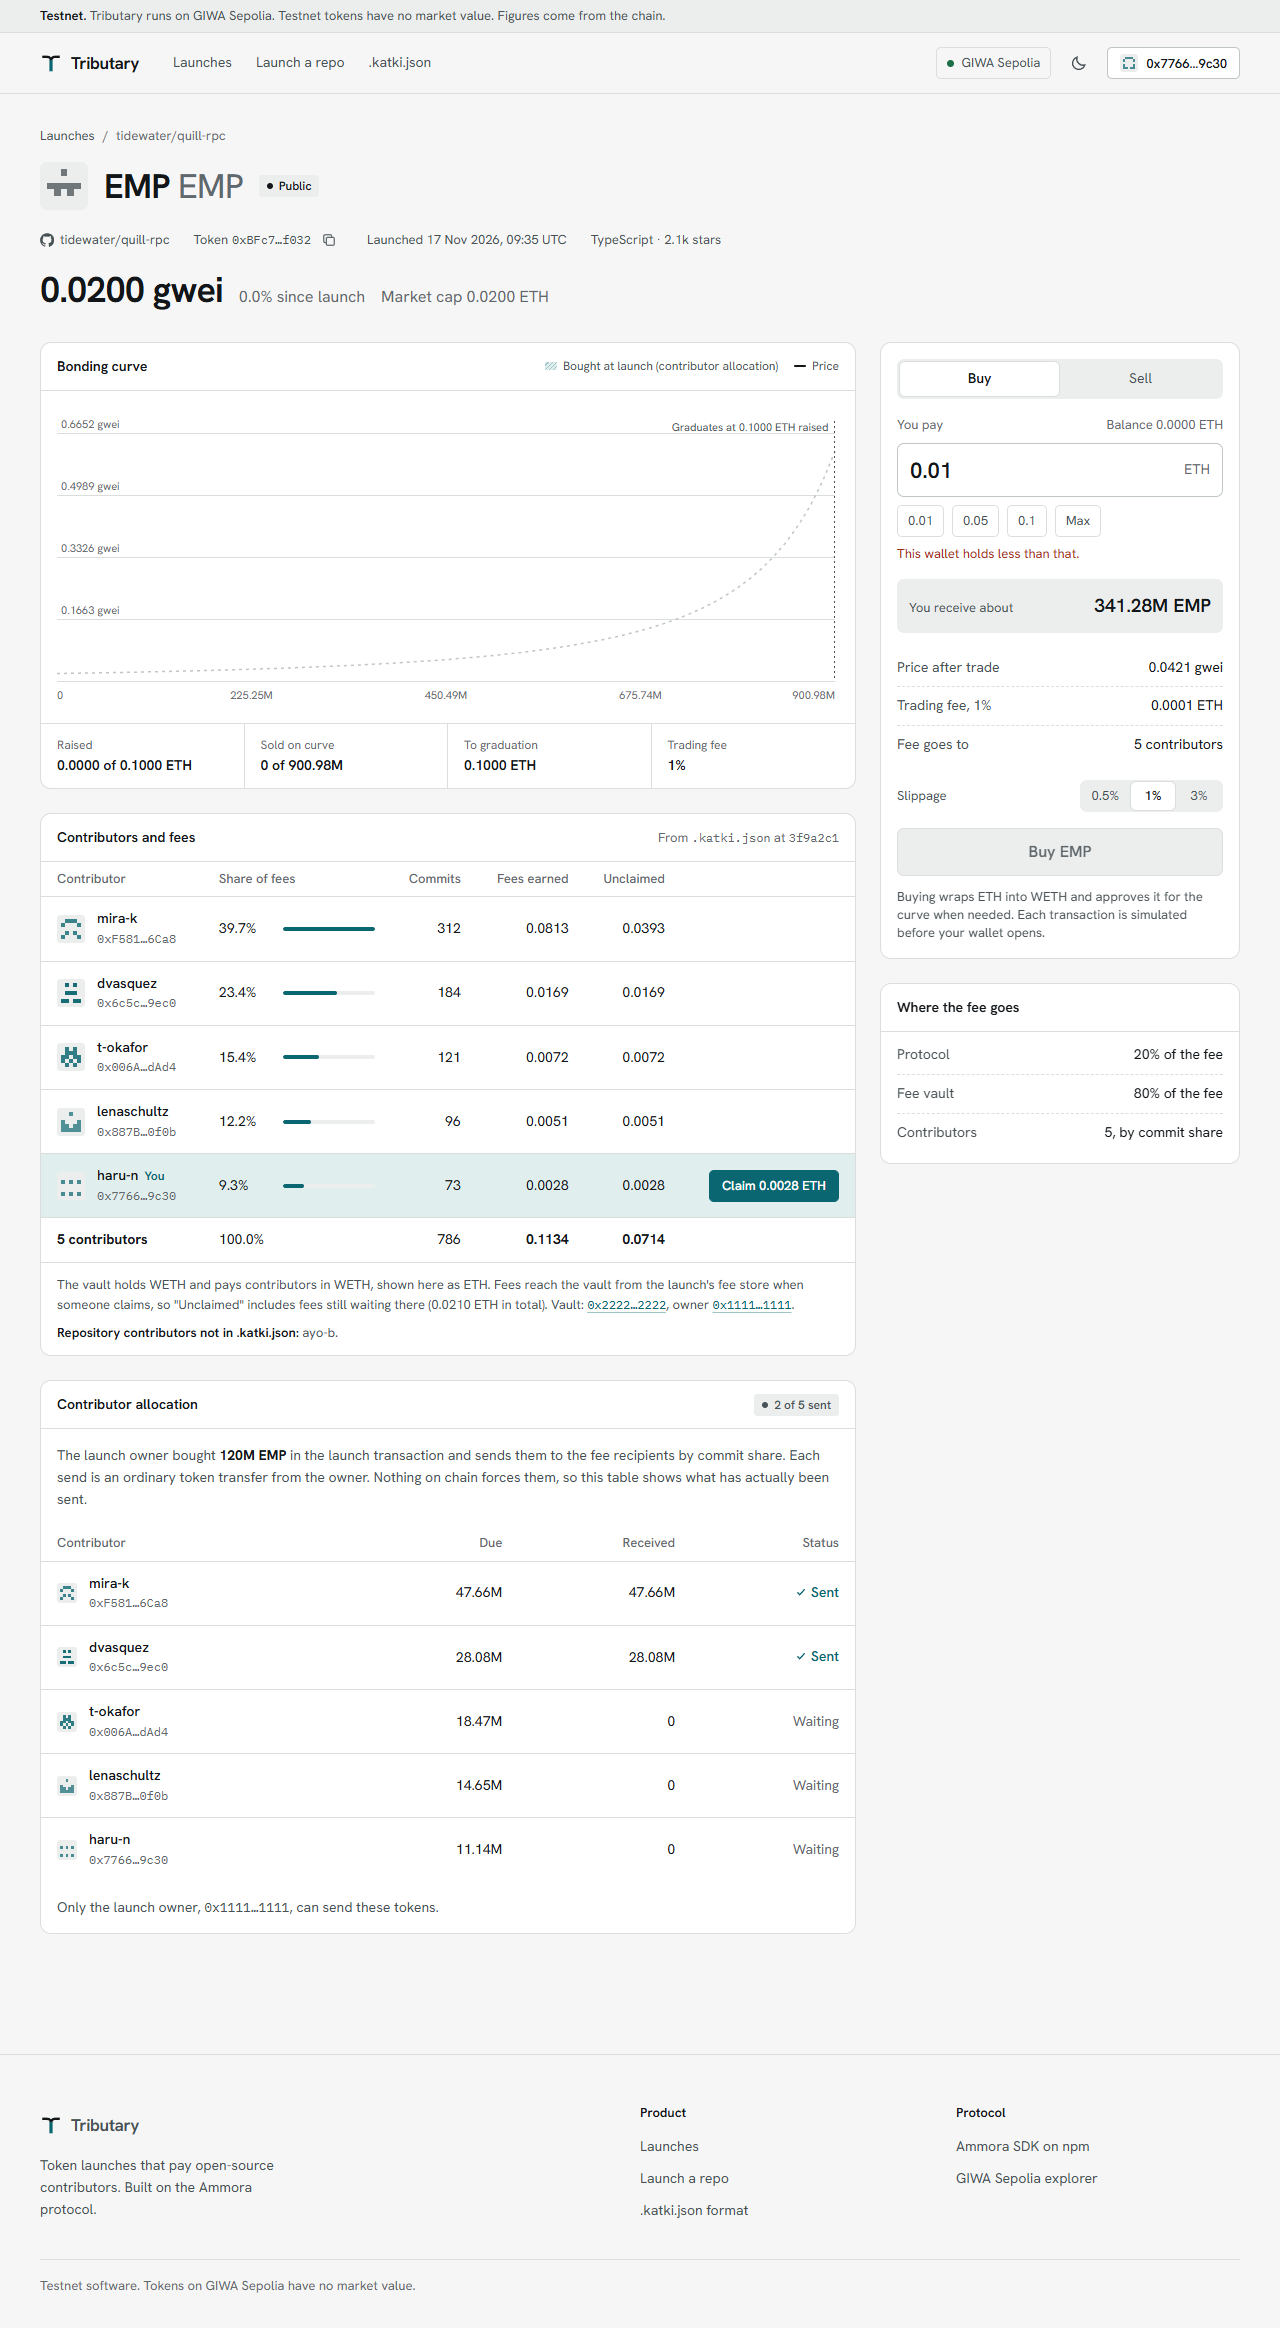 Testnet. Tributary runs on GIWA Sepolia. Testnet tokens have no market value. Figures come from the chain.
Tributary
Launches
Launch a repo
.katki.json
GIWA Sepolia
0x7766…9c30
Launches / tidewater/quill-rpc
EMP EMP
Public
tidewater/quill-rpc
Token 0xBFc7…f032
Launched 17 Nov 2026, 09:35 UTC
TypeScript · 2.1k stars
0.0200 gwei
0.0% since launch
Market cap 0.0200 ETH
Bonding curve
Bought at launch (contributor allocation)
Price
0.6652 gwei
Graduates at 0.1000 ETH raised
0.4989 gwei
0.3326 gwei
0.1663 gwei
0
225.25M
450.49M
675.74M
900.98M
Raised
0.0000 of 0.1000 ETH
Sold on curve
0 of 900.98M
To graduation
0.1000 ETH
Trading fee
1%
Buy
Sell
You pay
Balance 0.0000 ETH
0.01
ETH
0.01
0.05
0.1
Max
This wallet holds less than that.
You receive about
341.28M EMP
Price after trade
0.0421 gwei
Trading fee, 1%
0.0001 ETH
Fee goes to
5 contributors
Slippage
0.5%
1%
3%
Buy EMP
Buying wraps ETH into WETH and approves it for the
curve when needed. Each transaction is simulated
before your wallet opens.
Where the fee goes
Protocol
20% of the fee
Fee vault
80% of the fee
Contributors
5, by commit share
Contributors and fees
From .katki.json at 3f9a2c1
Contributor
Share of fees
Commits
Fees earned
Unclaimed
mira-k
0xF581…6Ca8
39.7%
312
0.0813
0.0393
dvasquez
0x6c5c…9ec0
23.4%
184
0.0169
0.0169
t-okafor
0x006A…dAd4
15.4%
121
0.0072
0.0072
lenaschultz
0x887B…0f0b
12.2%
96
0.0051
0.0051
haru-n You
0x7766…9c30
9.3%
73
0.0028
0.0028
Claim 0.0028 ETH
5 contributors
100.0%
786
0.1134
0.0714
The vault holds WETH and pays contributors in WETH, shown here as ETH. Fees reach the vault from the launch's fee store when
someone claims, so "Unclaimed" includes fees still waiting there (0.0210 ETH in total). Vault: 0x2222…2222, owner 0x1111…1111.
Repository contributors not in .katki.json: ayo-b.
Contributor allocation
2 of 5 sent
The launch owner bought 120M EMP in the launch transaction and sends them to the fee recipients by commit share. Each
send is an ordinary token transfer from the owner. Nothing on chain forces them, so this table shows what has actually been
sent.
Contributor
Due
Received
Status
mira-k
0xF581…6Ca8
47.66M
47.66M
Sent
dvasquez
0x6c5c…9ec0
28.08M
28.08M
Sent
t-okafor
0x006A…dAd4
18.47M
0
Waiting
lenaschultz
0x887B…0f0b
14.65M
0
Waiting
haru-n
0x7766…9c30
11.14M
0
Waiting
Only the launch owner, 0x1111…1111, can send these tokens.
Tributary
Token launches that pay open-source
contributors. Built on the Ammora
protocol.
Product
Launches
Launch a repo
.katki.json format
Protocol
Ammora SDK on npm
GIWA Sepolia explorer
Testnet software. Tokens on GIWA Sepolia have no market value.